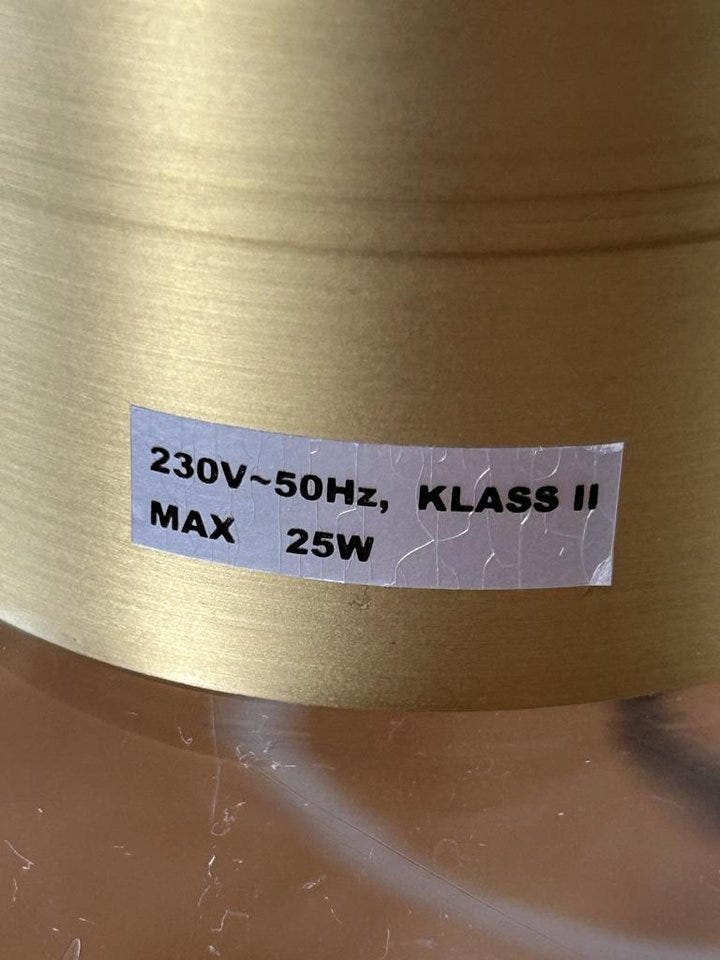 230V~50Hz, KLASS II
MAX 25W